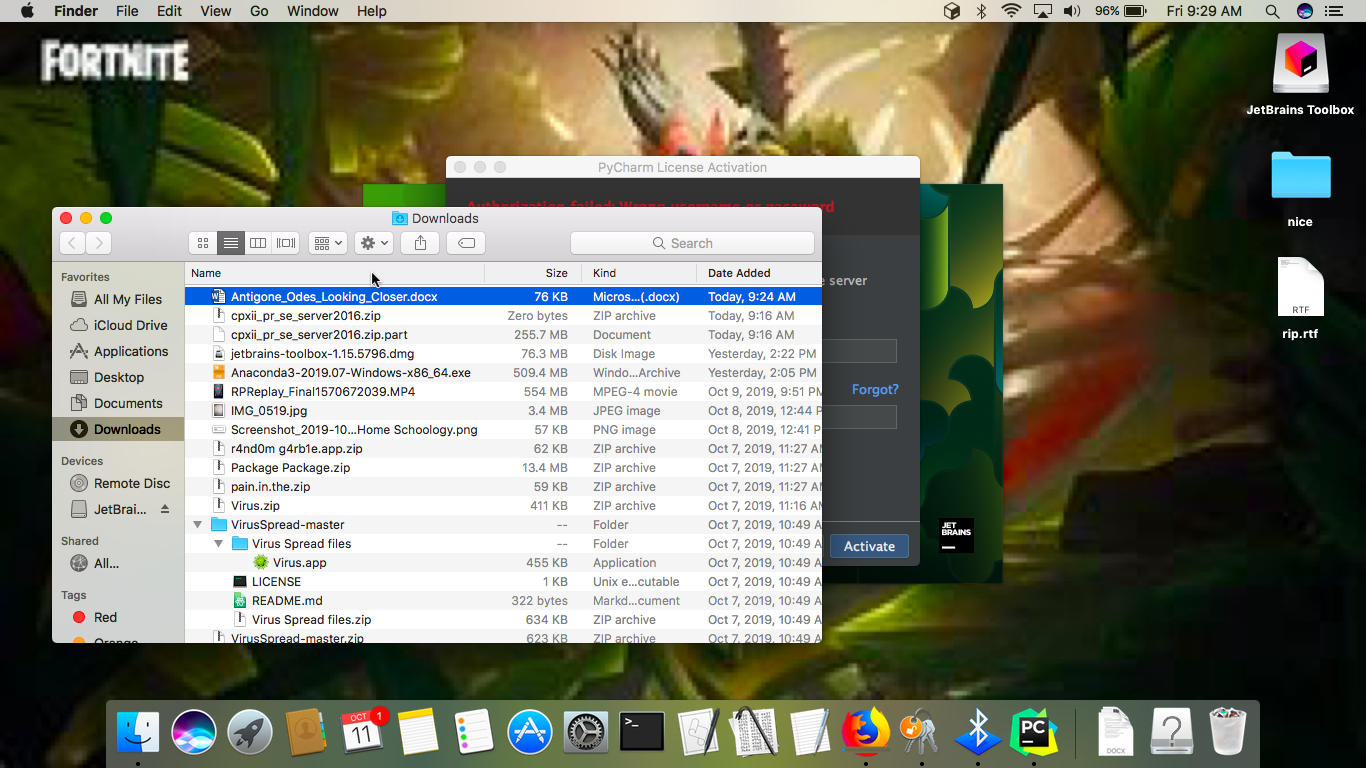 Finder File Edit View Go Window Help 96% Fri 9:29 AM
FORTNITE
JetBrains Toolbox
nice
RTF
rip.rtf
PyCharm License Activation
Authorization failed: Wrong username or password
e server
Forgot?
Activate
JET
BRAINS
Downloads
Search
Favorites
All My Files
iCloud Drive
Applications
Desktop
Documents
Downloads
Devices
Remote Disc
JetBrai...
Shared
All...
Tags
Red
Orange
Name Size Kind Date Added
Antigone_Odes_Looking_Closer.docx 76 KB Micros...(.docx) Today, 9:24 AM
cpxii_pr_se_server2016.zip Zero bytes ZIP archive Today, 9:16 AM
cpxii_pr_se_server2016.zip.part 255.7 MB Document Today, 9:16 AM
jetbrains-toolbox-1.15.5796.dmg 76.3 MB Disk Image Yesterday, 2:22 PM
Anaconda3-2019.07-Windows-x86_64.exe 509.4 MB Windo...Archive Yesterday, 2:05 PM
RPReplay_Final1570672039.MP4 554 MB MPEG-4 movie Oct 9, 2019, 9:51 PM
IMG_0519.jpg 3.4 MB JPEG image Oct 8, 2019, 12:44 P
Screenshot_2019-10...Home Schoology.png 57 KB PNG image Oct 8, 2019, 12:41 P
r4nd0m g4rb1e.app.zip 62 KB ZIP archive Oct 7, 2019, 11:27 A
Package Package.zip 13.4 MB ZIP archive Oct 7, 2019, 11:27 A
pain.in.the.zip 59 KB ZIP archive Oct 7, 2019, 11:27 A
Virus.zip 411 KB ZIP archive Oct 7, 2019, 11:16 A
VirusSpread-master -- Folder Oct 7, 2019, 10:49 A
Virus Spread files -- Folder Oct 7, 2019, 10:49 A
Virus.app 455 KB Application Oct 7, 2019, 10:49 A
LICENSE 1 KB Unix e...cutable Oct 7, 2019, 10:49 A
README.md 322 bytes Markd...cument Oct 7, 2019, 10:49 A
Virus Spread files.zip 634 KB ZIP archive Oct 7, 2019, 10:49 A
VirusSpread-master.zip 623 KB ZIP archive Oct 7, 2019, 10:49 A
OCT
1
11
PC
DOCX
?